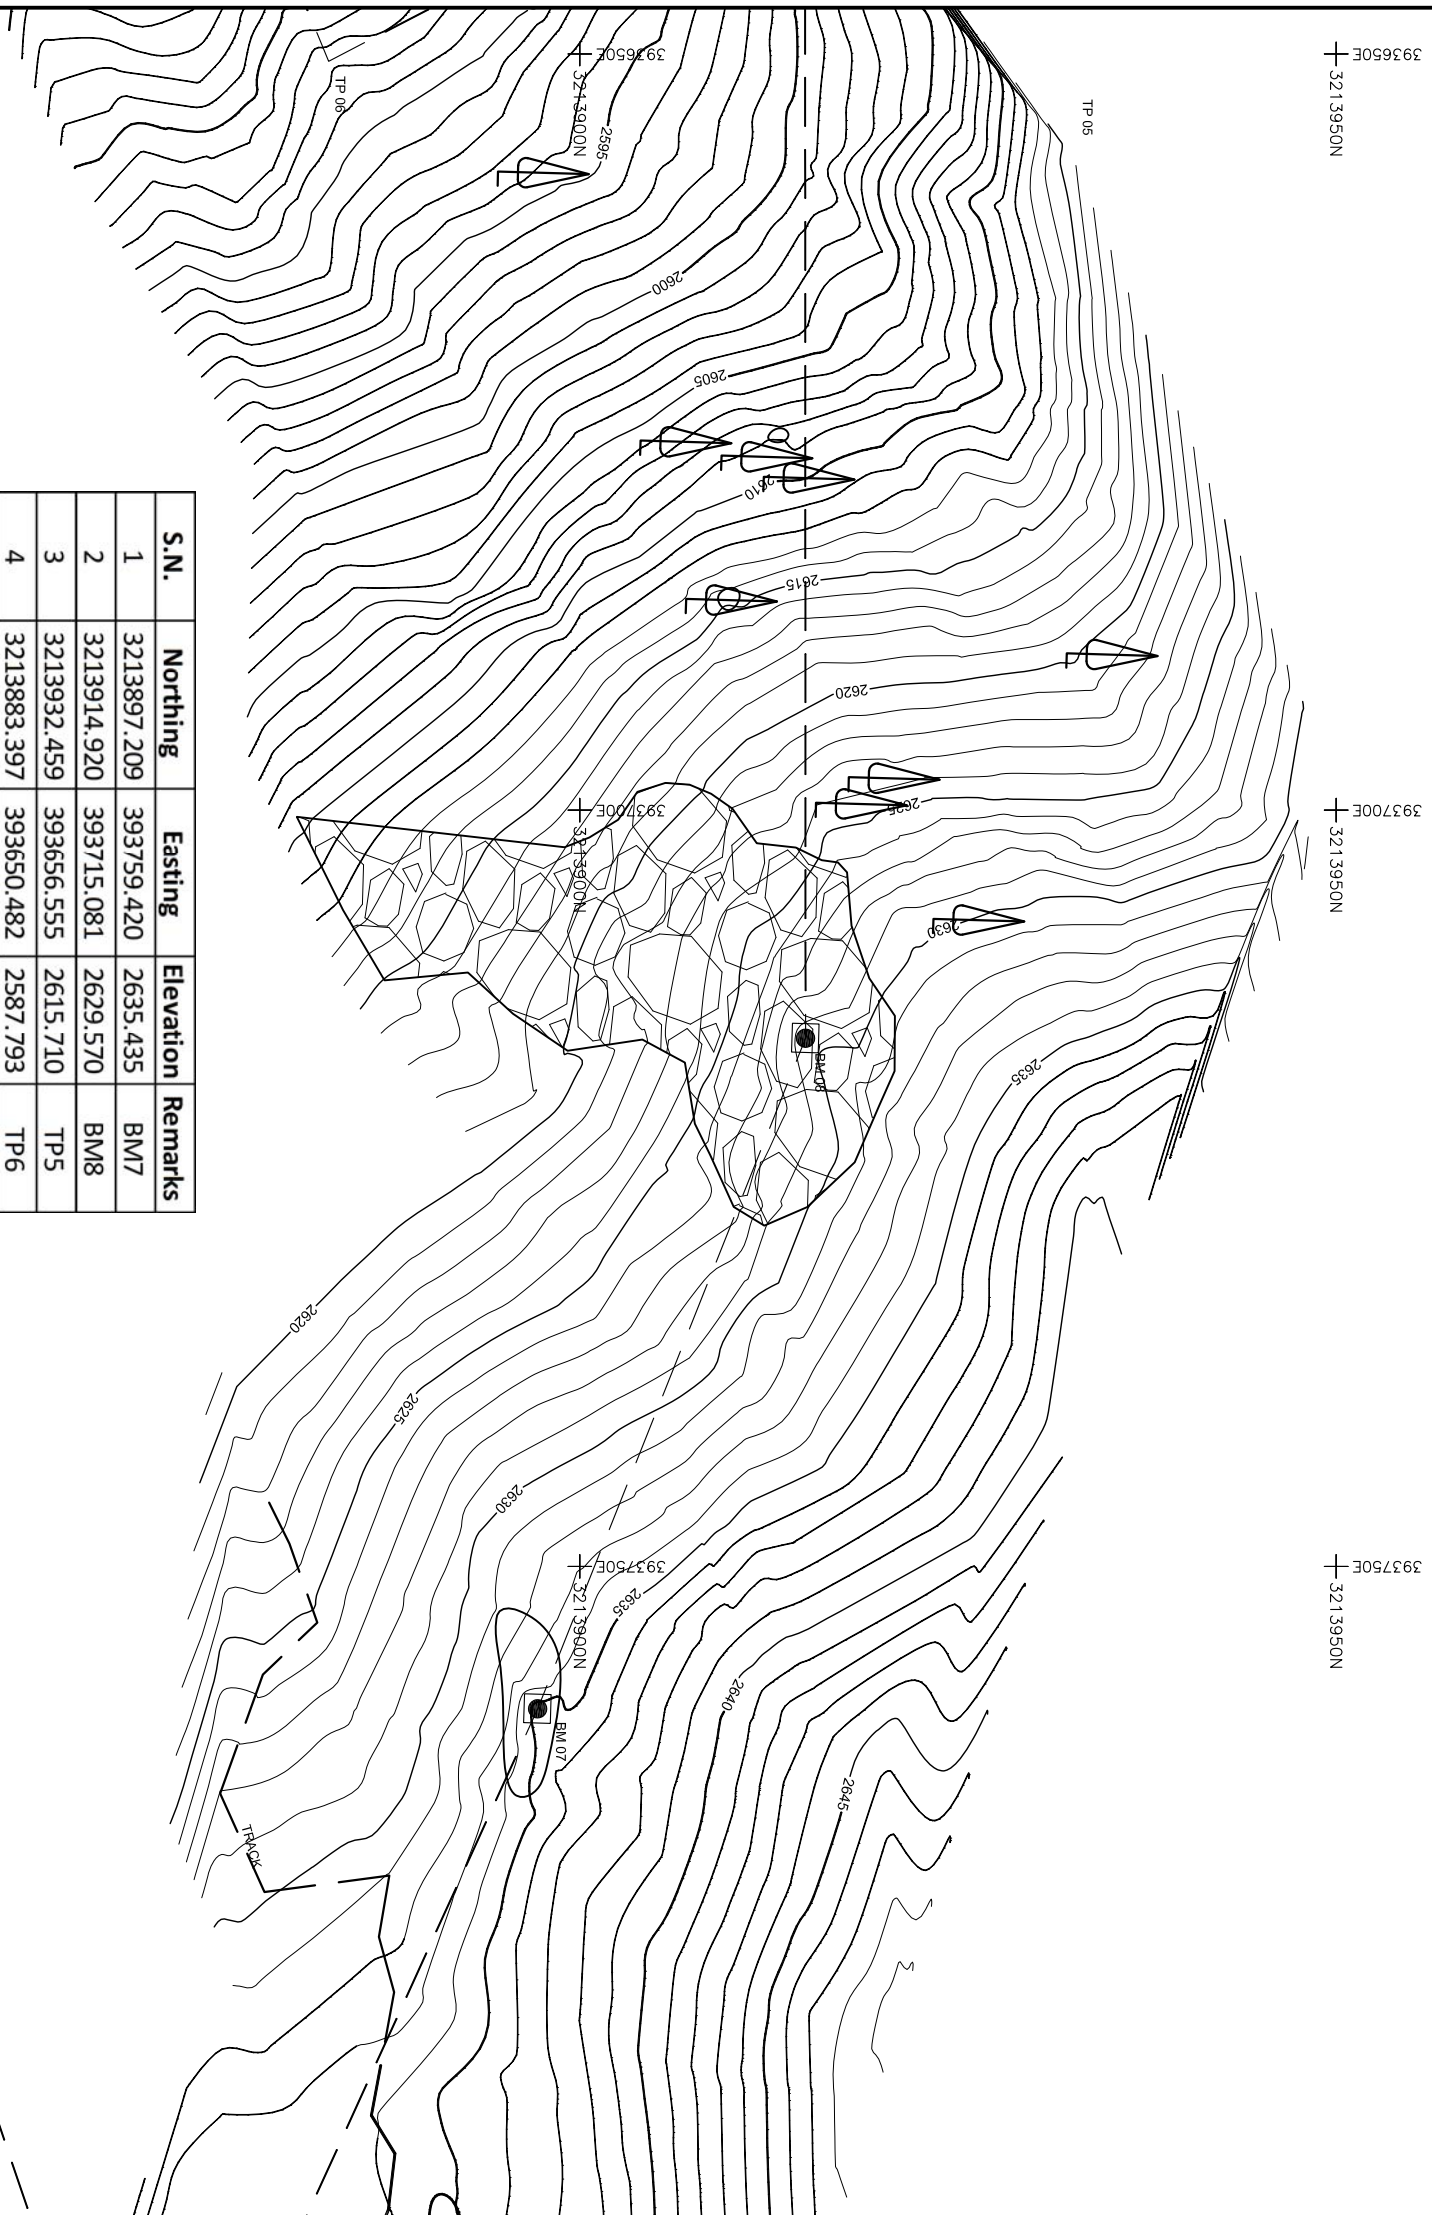 393650E
3213900N
393650E
3213950N
TP 06
TP 05
2595
2600
2605
2610
2615
2620
2625
2630
393700E
3213900N
393700E
3213950N
BM 08
2635
2620
2625
2630
393750E
3213900N
393750E
3213950N
2635
BM 07
2640
2645
TRACK
S.N. Northing Easting Elevation Remarks
1 3213897.209 393759.420 2635.435 BM7
2 3213914.920 393715.081 2629.570 BM8
3 3213932.459 393656.555 2615.710 TP5
4 3213883.397 393650.482 2587.793 TP6